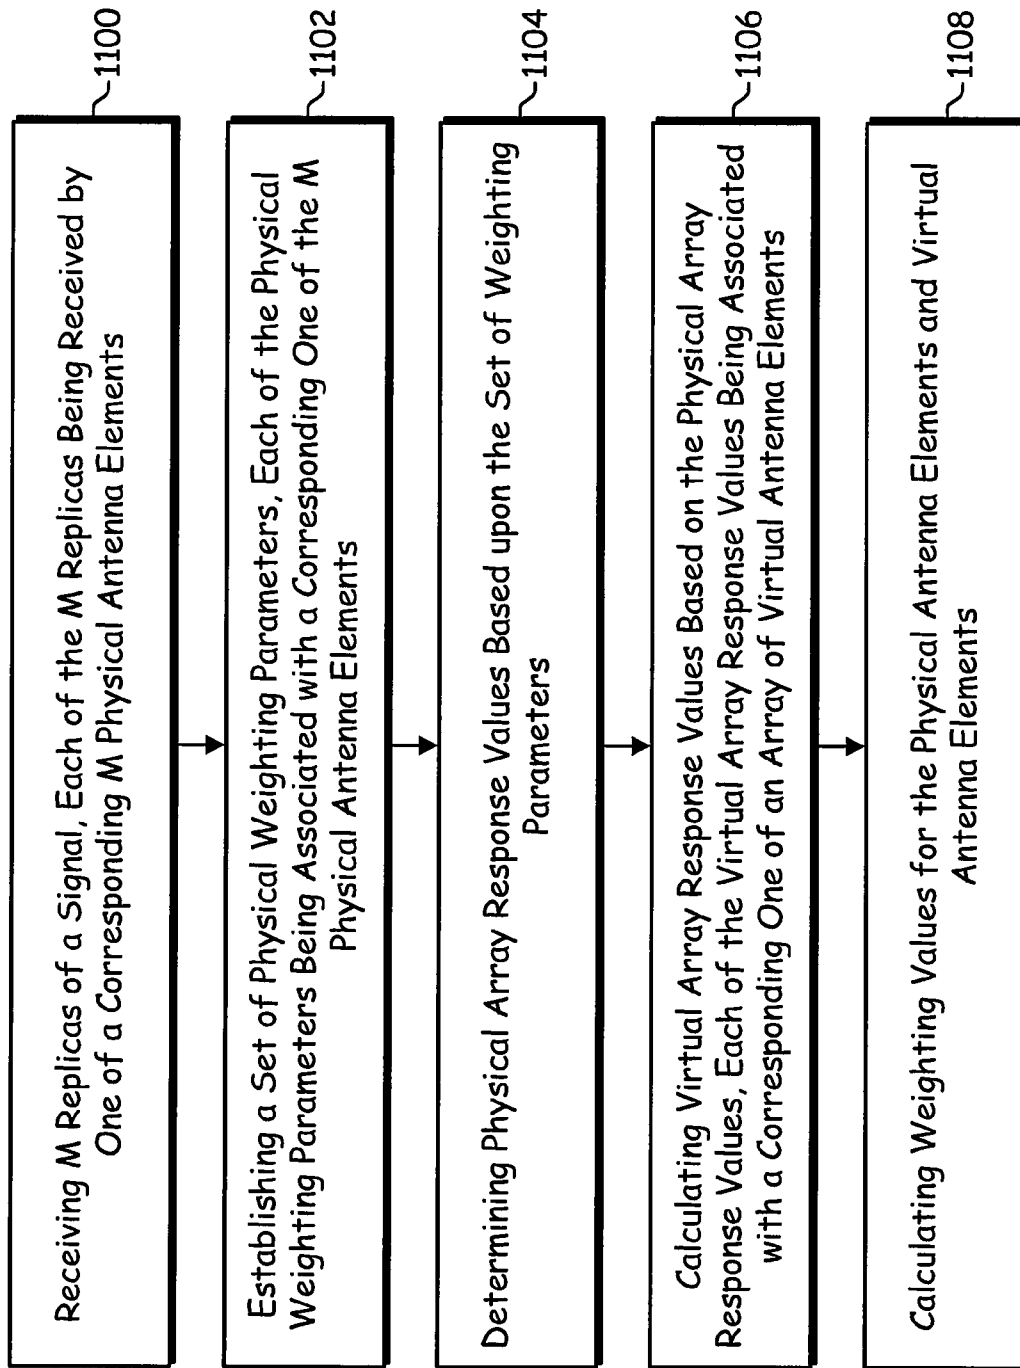 Receiving M Replicas of a Signal, Each of the M Replicas Being Received by
One of a Corresponding M Physical Antenna Elements
1100
Establishing a Set of Physical Weighting Parameters, Each of the Physical
Weighting Parameters Being Associated with a Corresponding One of the M
Physical Antenna Elements
1102
Determining Physical Array Response Values Based upon the Set of Weighting
Parameters
1104
Calculating Virtual Array Response Values Based on the Physical Array
Response Values, Each of the Virtual Array Response Values Being Associated
with a Corresponding One of an Array of Virtual Antenna Elements
1106
Calculating Weighting Values for the Physical Antenna Elements and Virtual
Antenna Elements
1108